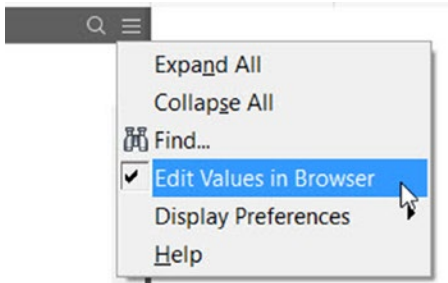 Expand All
Collapse All
Find...
Edit Values in Browser
Display Preferences
Help